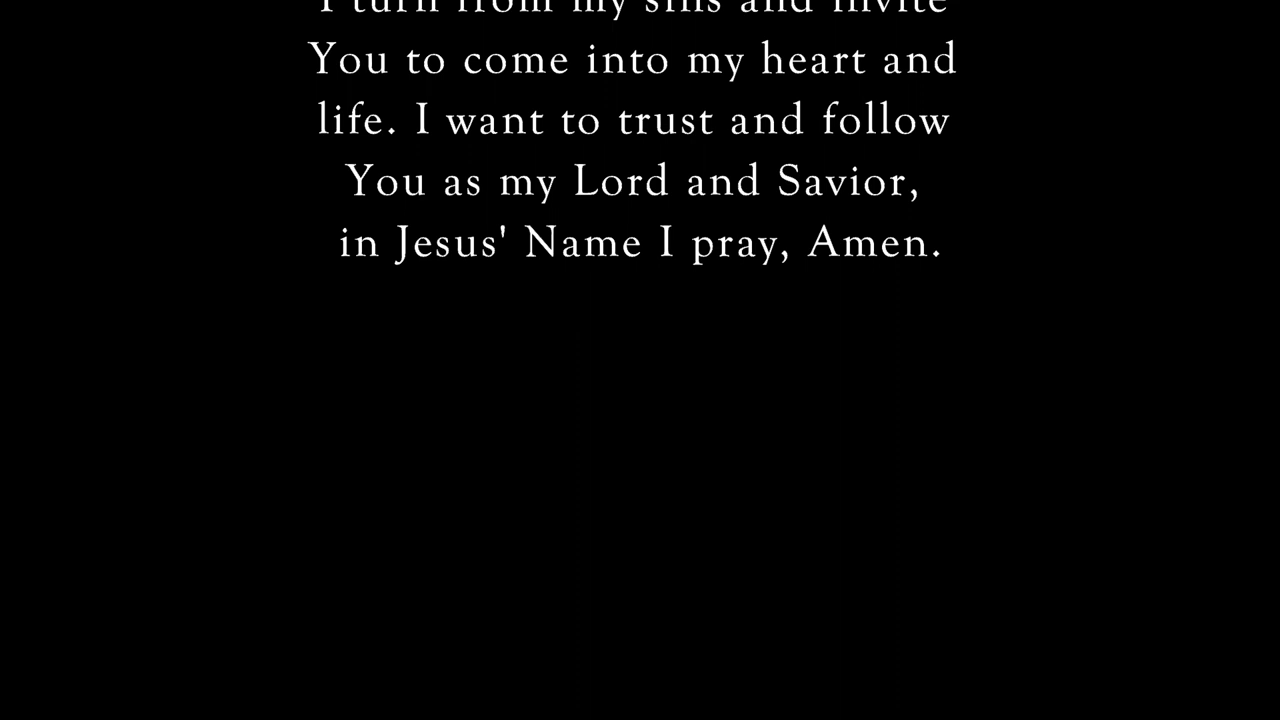 I turn from my sins and invite
You to come into my heart and
life. I want to trust and follow
You as my Lord and Savior,
in Jesus' Name I pray, Amen.